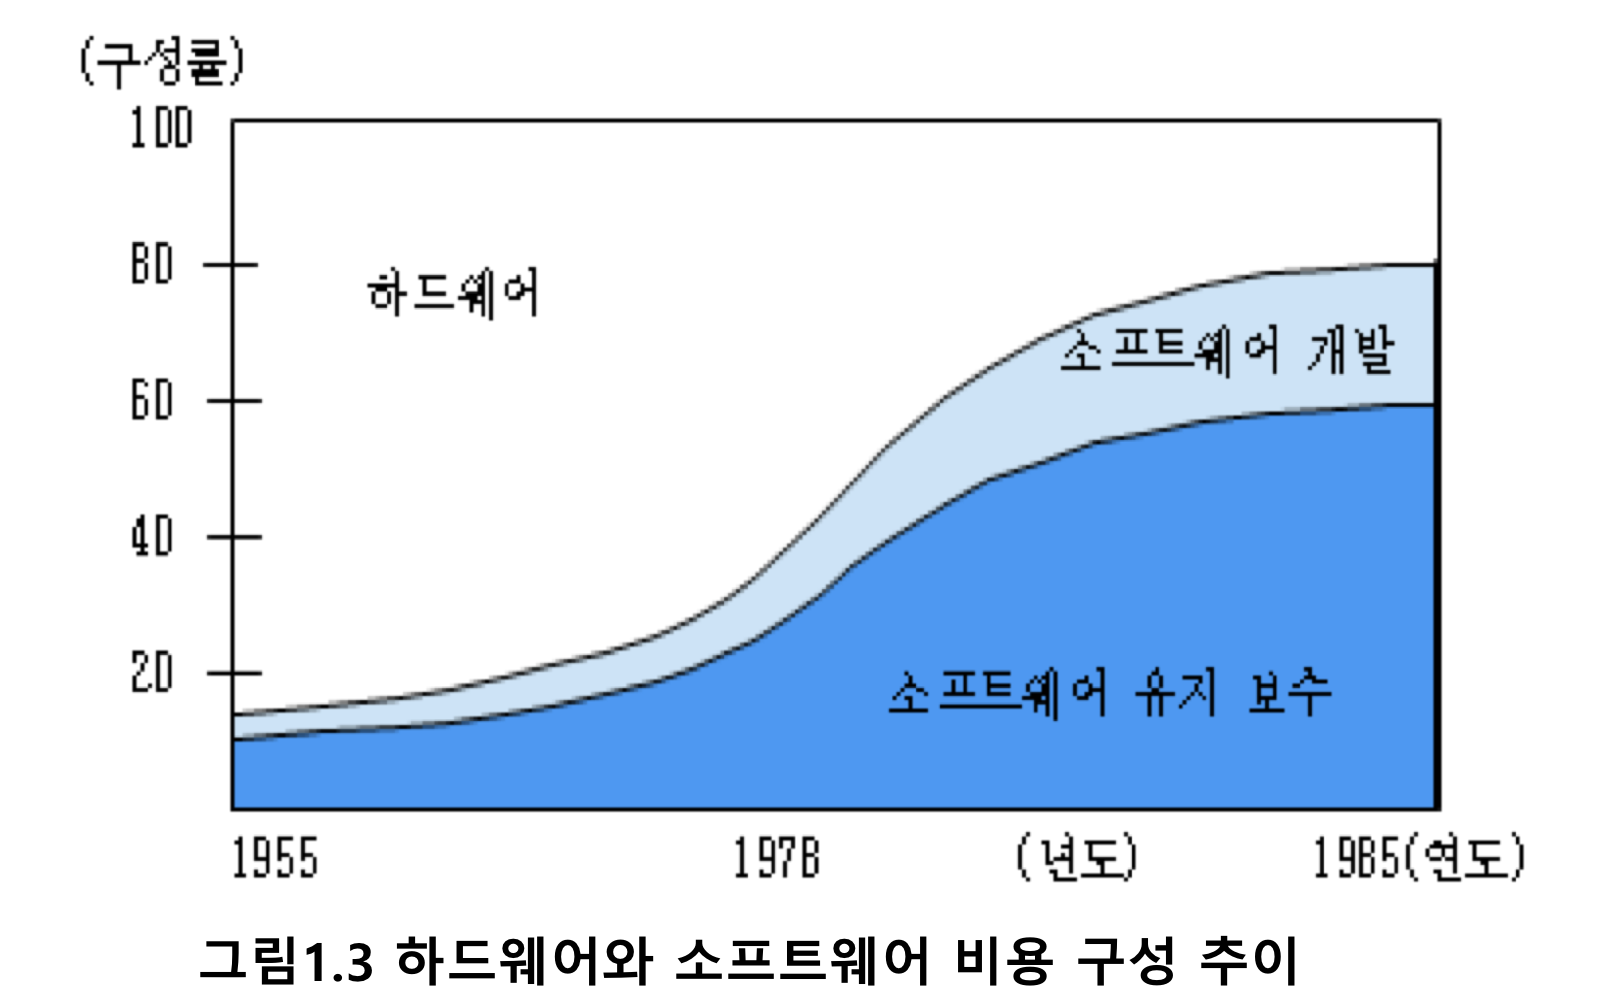 (구성률)
100
80
하드웨어
소프트웨어 개발
60
40
20
소프트웨어 유지 보수
1955 1978 (년도) 1985(연도)
그림1.3 하드웨어와 소프트웨어 비용 구성 추이